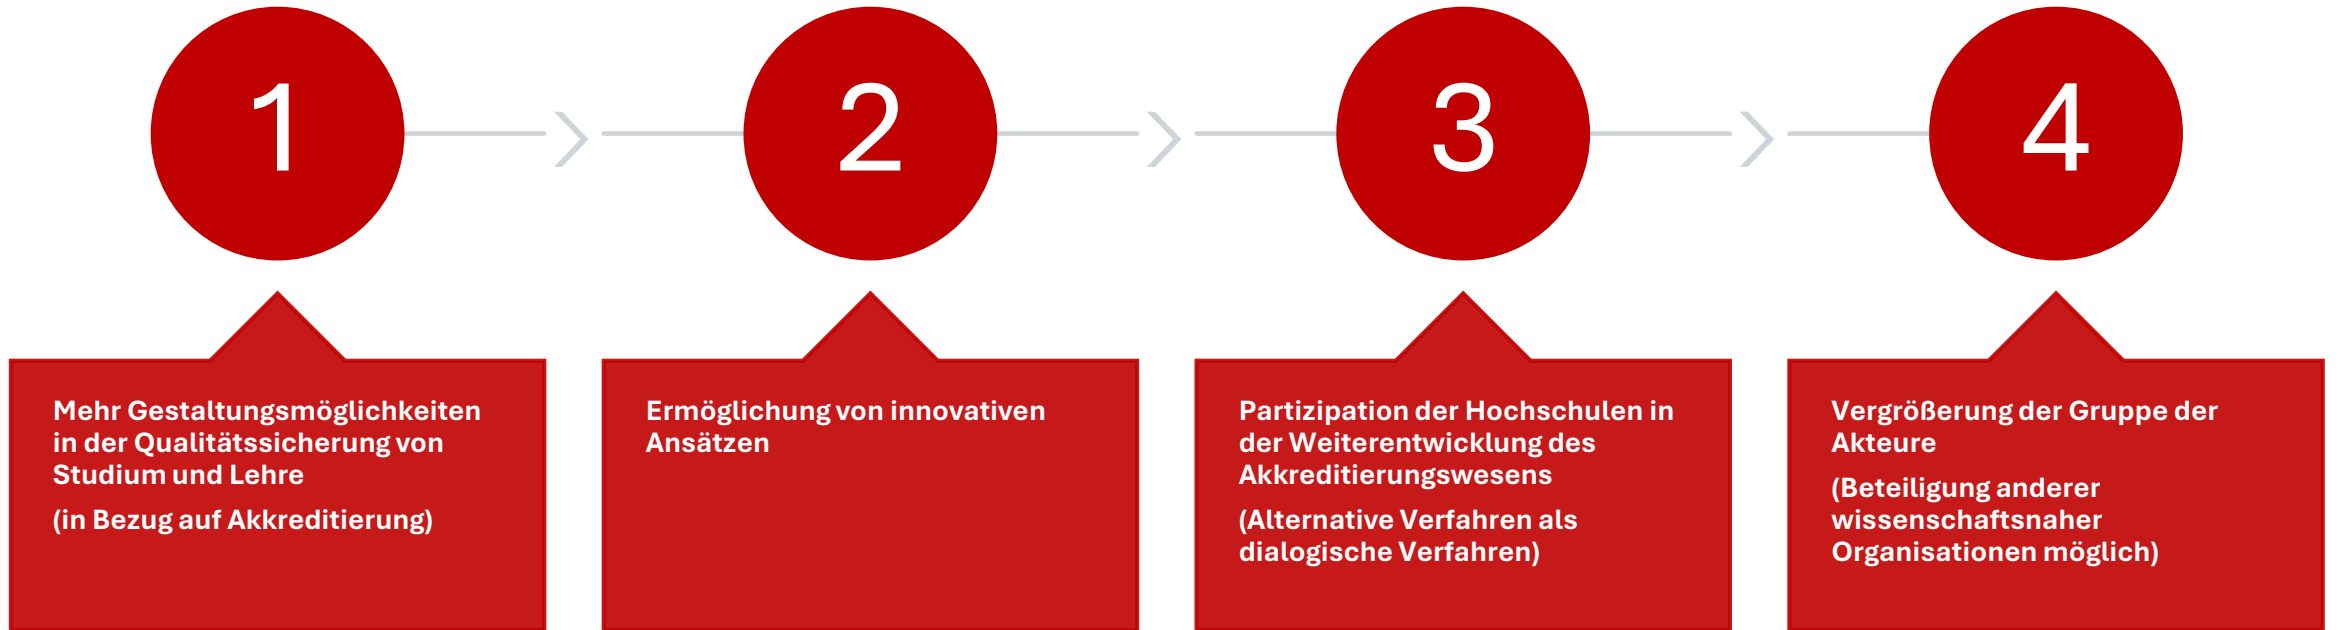 1
Mehr Gestaltungsmöglichkeiten
in der Qualitätssicherung von
Studium und Lehre
(in Bezug auf Akkreditierung)
2
Ermöglichung von innovativen
Ansätzen
3
Partizipation der Hochschulen in
der Weiterentwicklung des
Akkreditierungswesens
(Alternative Verfahren als
dialogische Verfahren)
4
Vergrößerung der Gruppe der
Akteure
(Beteiligung anderer
wissenschaftsnaher
Organisationen möglich)